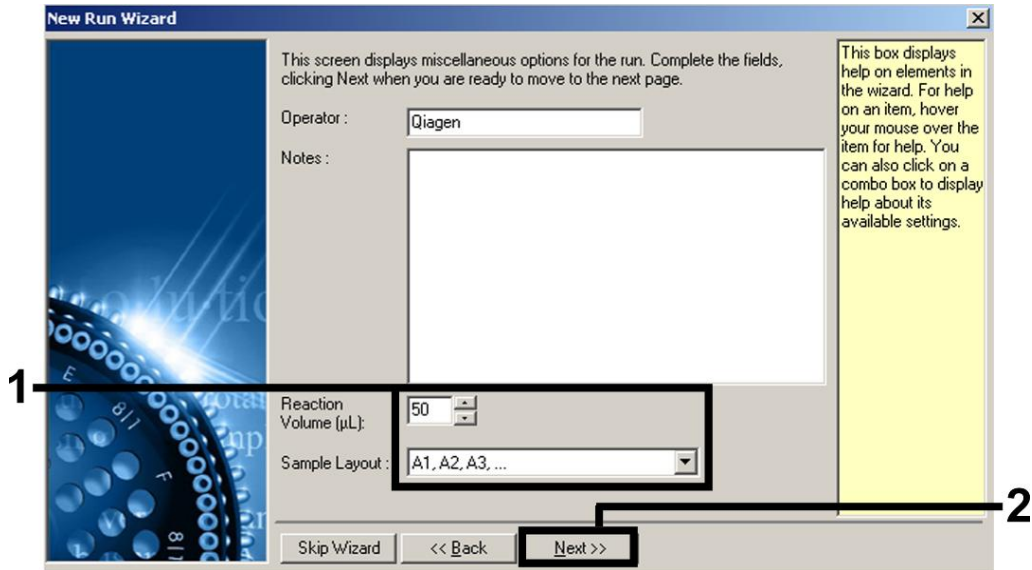 New Run Wizard
This screen displays miscellaneous options for the run. Complete the fields,
clicking Next when you are ready to move to the next page.
Operator :
Qiagen
Notes :
This box displays
help on elements in
the wizard. For help
on an item, hover
your mouse over the
item for help. You
can also click on a
combo box to display
help about its
available settings.
1
Reaction
Volume (µL):
50
Sample Layout :
A1, A2, A3, ...
2
Skip Wizard
<< Back
Next >>
E
8/1
F
8/1